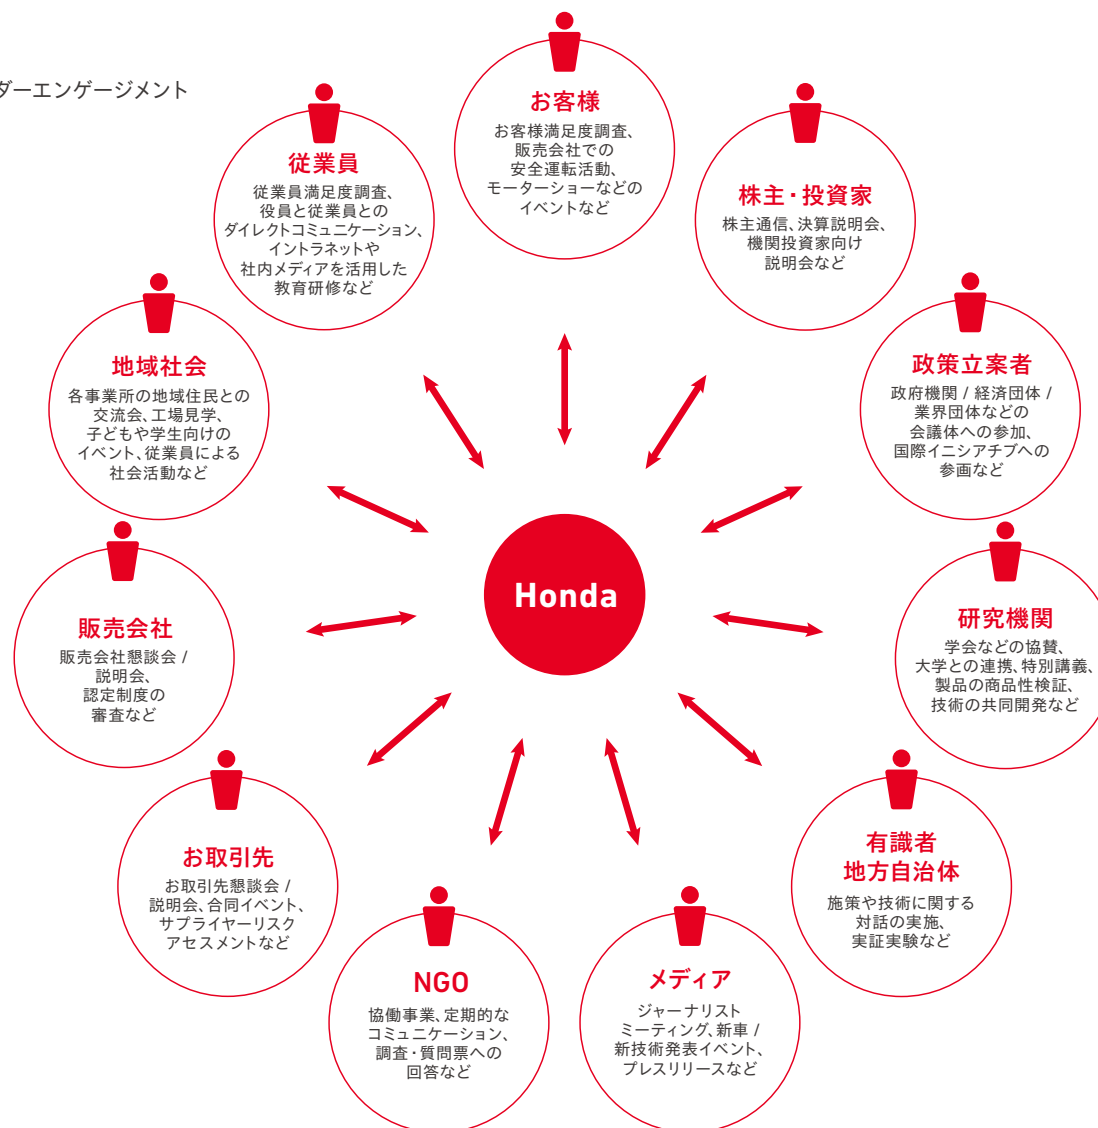 ダーエンゲージメント
お客様
お客様満足度調査、
販売会社での
安全運転活動、
モーターショーなどの
イベントなど
株主・投資家
株主通信、決算説明会、
機関投資家向け
説明会など
政策立案者
政府機関 / 経済団体 /
業界団体などの
会議体への参加、
国際イニシアチブへの
参画など
研究機関
学会などの協賛、
大学との連携、特別講義、
製品の商品性検証、
技術の共同開発など
有識者
地方自治体
施策や技術に関する
対話の実施、
実証実験など
メディア
ジャーナリスト
ミーティング、新車 /
新技術発表イベント、
プレスリリースなど
NGO
協働事業、定期的な
コミュニケーション、
調査・質問票への
回答など
お取引先
お取引先懇談会 /
説明会、合同イベント、
サプライヤーリスク
アセスメントなど
販売会社
販売会社懇談会 /
説明会、
認定制度の
審査など
地域社会
各事業所の地域住民との
交流会、工場見学、
子どもや学生向けの
イベント、従業員による
社会活動など
従業員
従業員満足度調査、
役員と従業員との
ダイレクトコミュニケーション、
イントラネットや
社内メディアを活用した
教育研修など
Honda